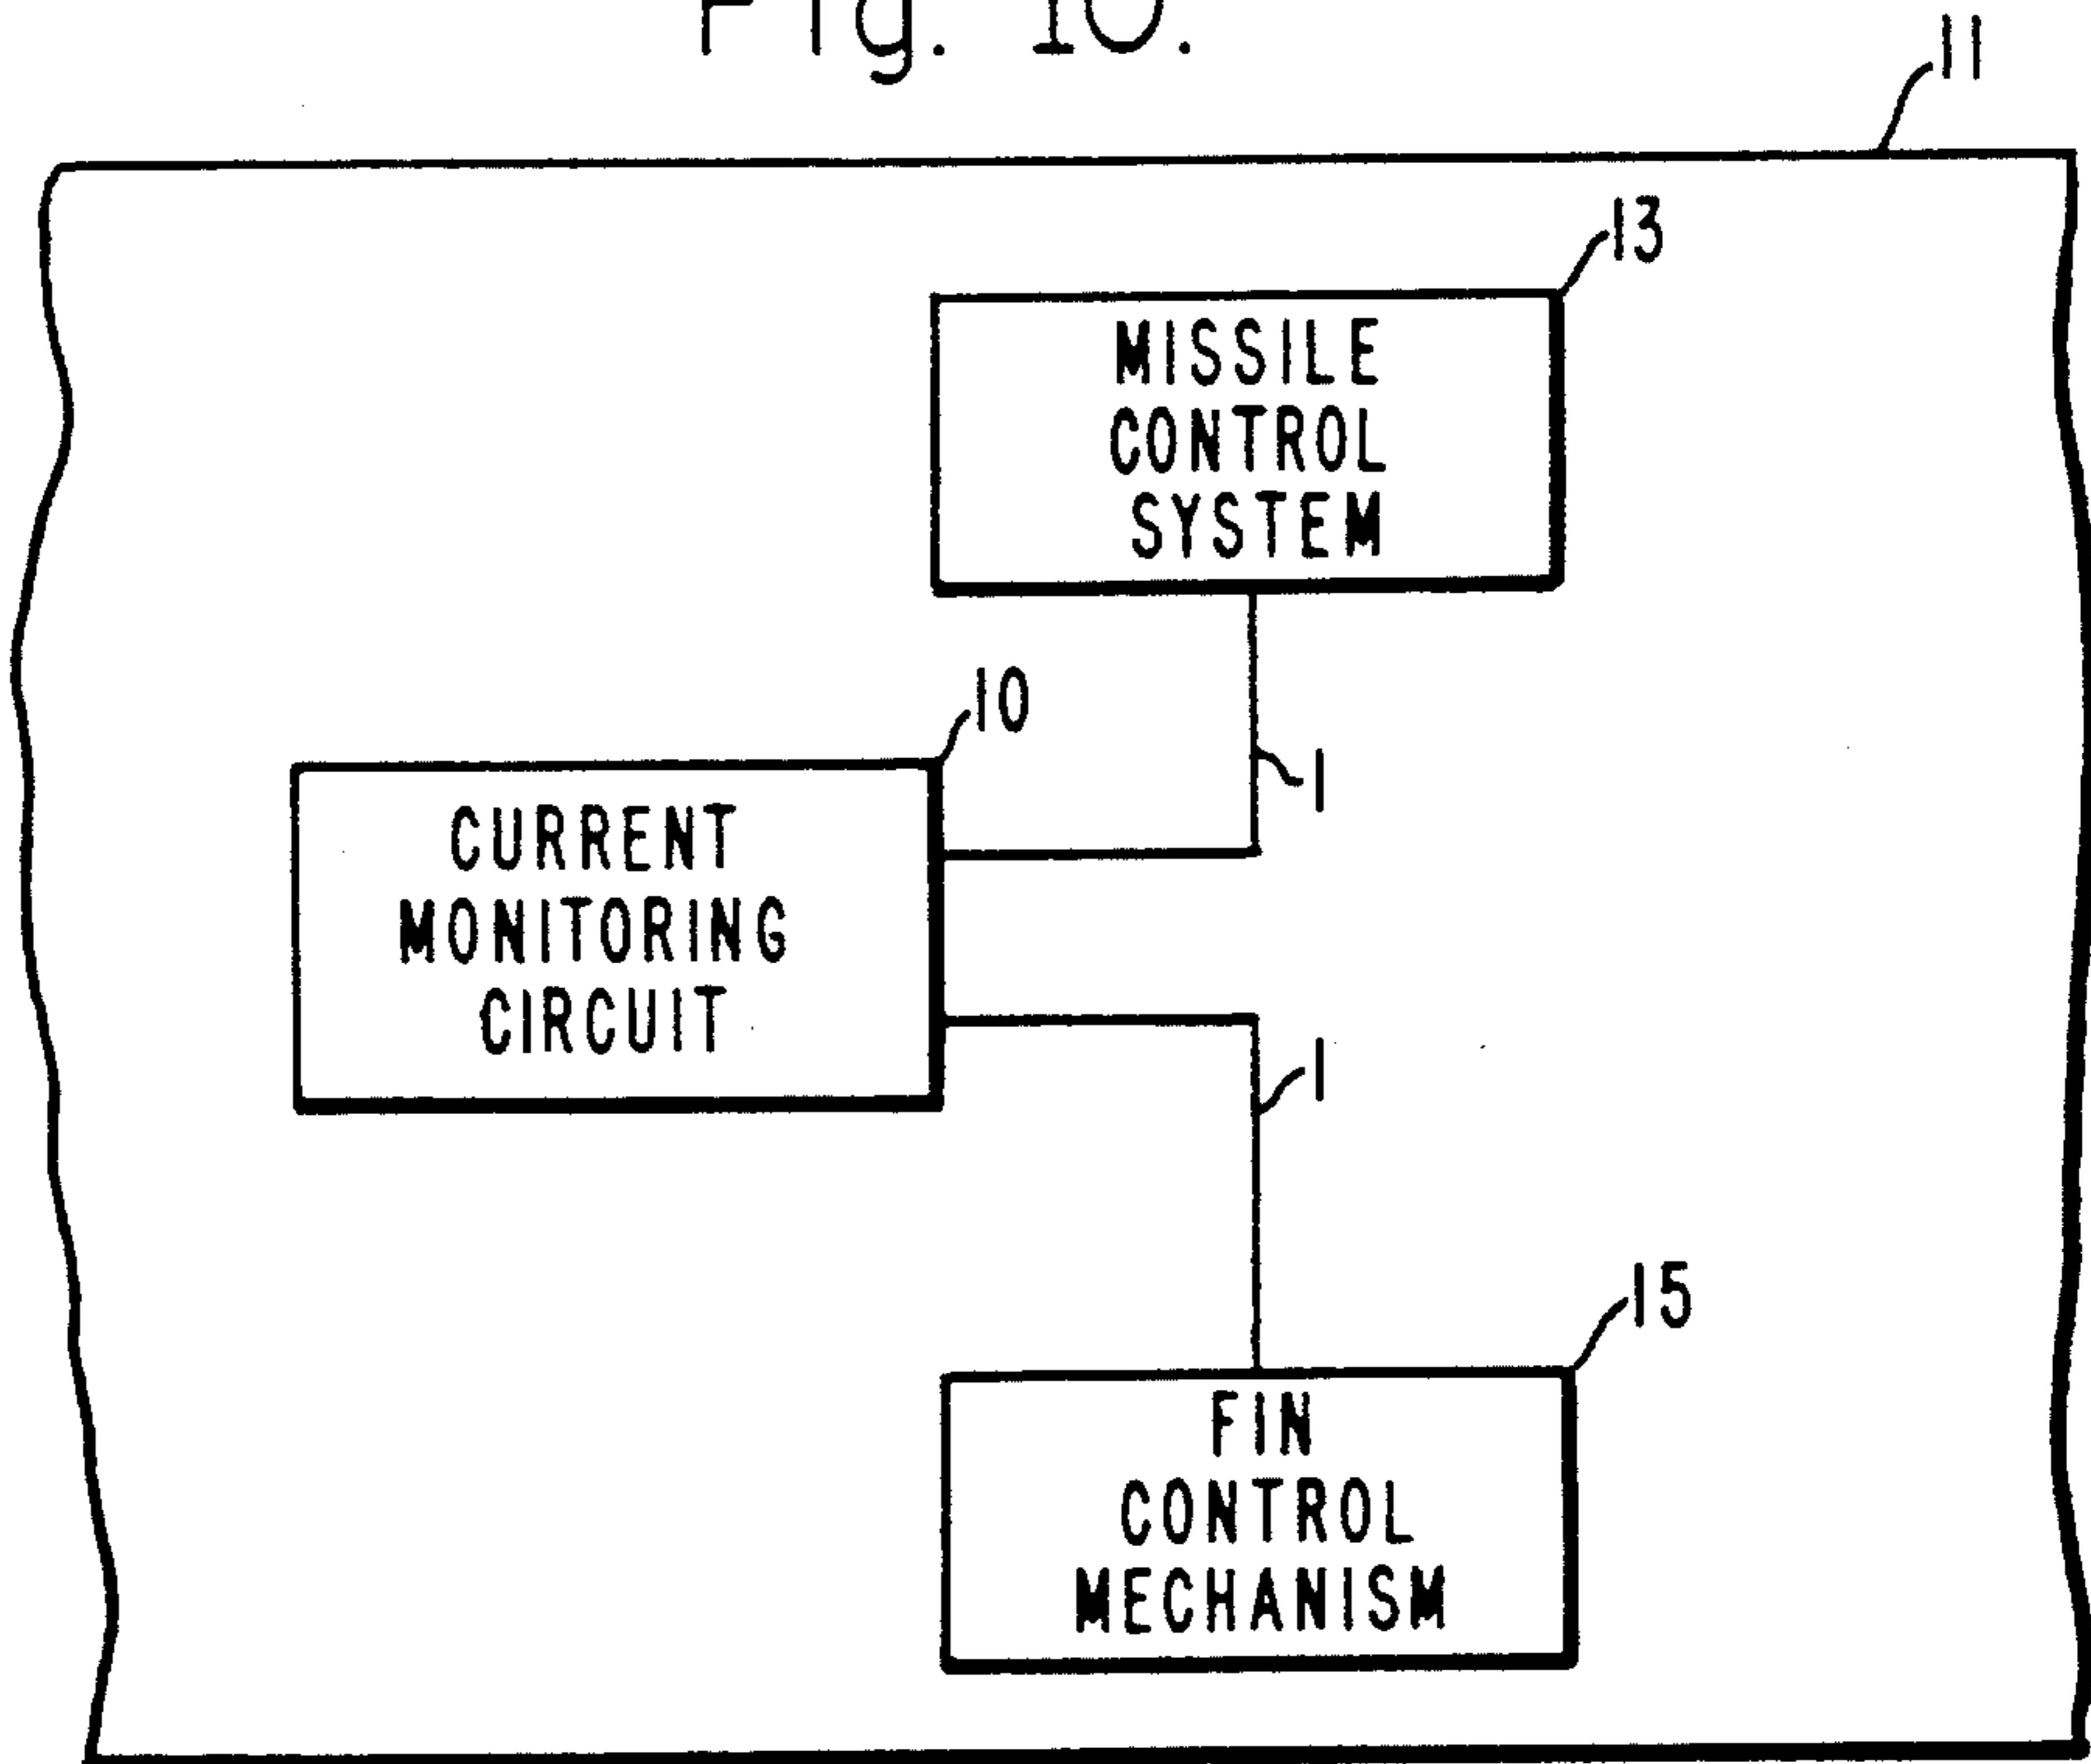 Fig. 10.
11
13
MISSILE
CONTROL
SYSTEM
10
1
CURRENT
MONITORING
CIRCUIT
1
15
FIN
CONTROL
MECHANISM